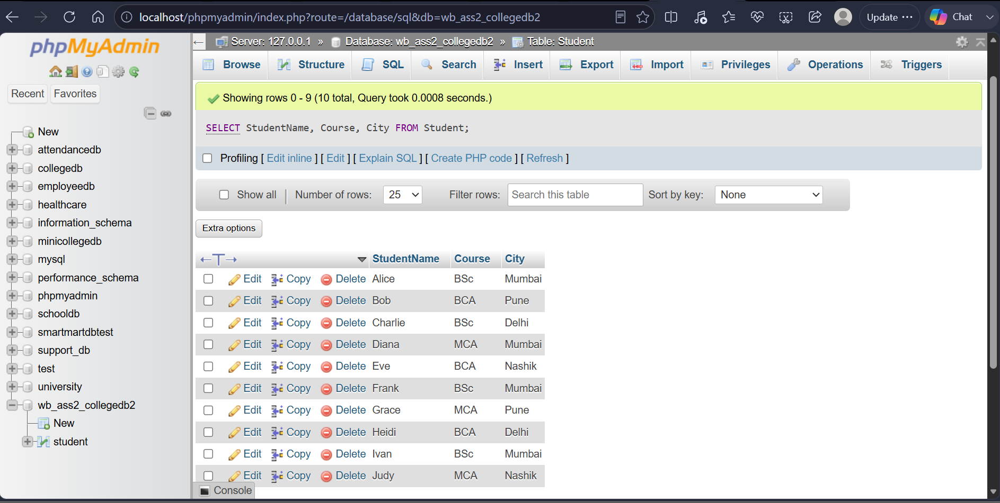 localhost/phpmyadmin/index.php?route=/database/sql&db=wb_ass2_collegedb2
Update
Chat
phpMyAdmin
Recent
Favorites
New
attendancedb
collegedb
employeedb
healthcare
information_schema
minicollegedb
mysql
performance_schema
phpmyadmin
schooldb
smartmartdbtest
support_db
test
university
wb_ass2_collegedb2
New
student
Server: 127.0.0.1 » Database: wb_ass2_collegedb2 » Table: Student
Browse Structure SQL Search Insert Export Import Privileges Operations Triggers
Showing rows 0 - 9 (10 total, Query took 0.0008 seconds.)
SELECT StudentName, Course, City FROM Student;
Profiling [ Edit inline ] [ Edit ] [ Explain SQL ] [ Create PHP code ] [ Refresh ]
Show all | Number of rows: 25 Filter rows: Search this table Sort by key: None
Extra options
←T→ StudentName Course City
Edit Copy Delete Alice BSc Mumbai
Edit Copy Delete Bob BCA Pune
Edit Copy Delete Charlie BSc Delhi
Edit Copy Delete Diana MCA Mumbai
Edit Copy Delete Eve BCA Nashik
Edit Copy Delete Frank BSc Mumbai
Edit Copy Delete Grace MCA Pune
Edit Copy Delete Heidi BCA Delhi
Edit Copy Delete Ivan BSc Mumbai
Edit Copy Delete Judy MCA Nashik
Console